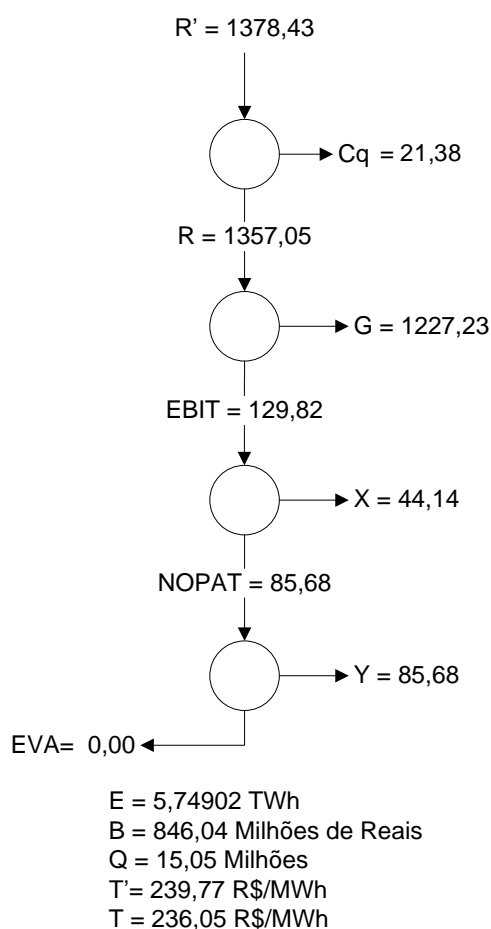 R' = 1378,43
Cq = 21,38
R = 1357,05
G = 1227,23
EBIT = 129,82
X = 44,14
NOPAT = 85,68
Y = 85,68
EVA= 0,00
E = 5,74902 TWh
B = 846,04 Milhões de Reais
Q = 15,05 Milhões
T'= 239,77 R$/MWh
T = 236,05 R$/MWh